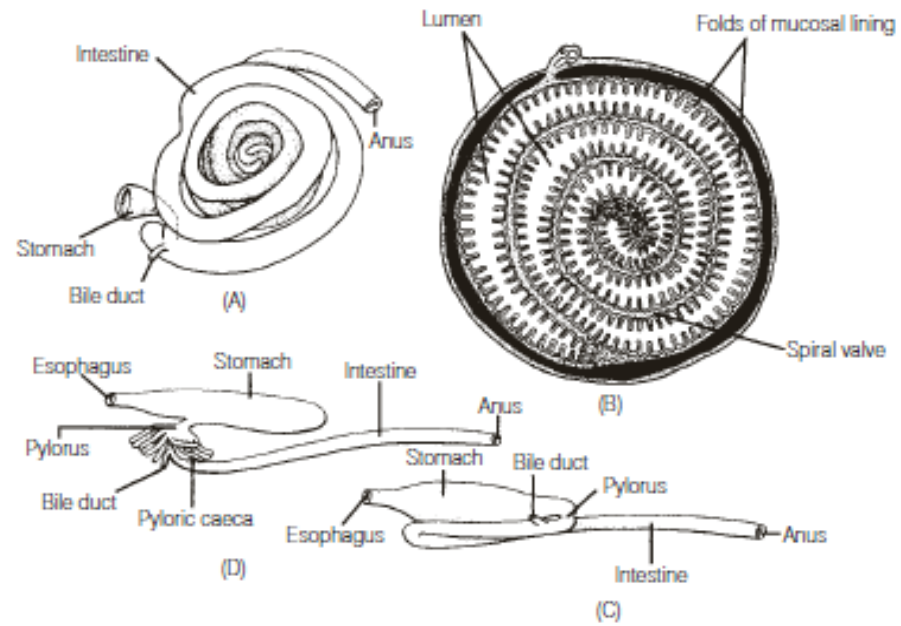 Intestine
Anus
Stomach
Bile duct
(A)
Lumen
Folds of mucosal lining
Spiral valve
(B)
Esophagus
Stomach
Intestine
Anus
Pylorus
Bile duct
Pyloric caeca
(D)
Stomach
Bile duct
Pylorus
Esophagus
Anus
Intestine
(C)